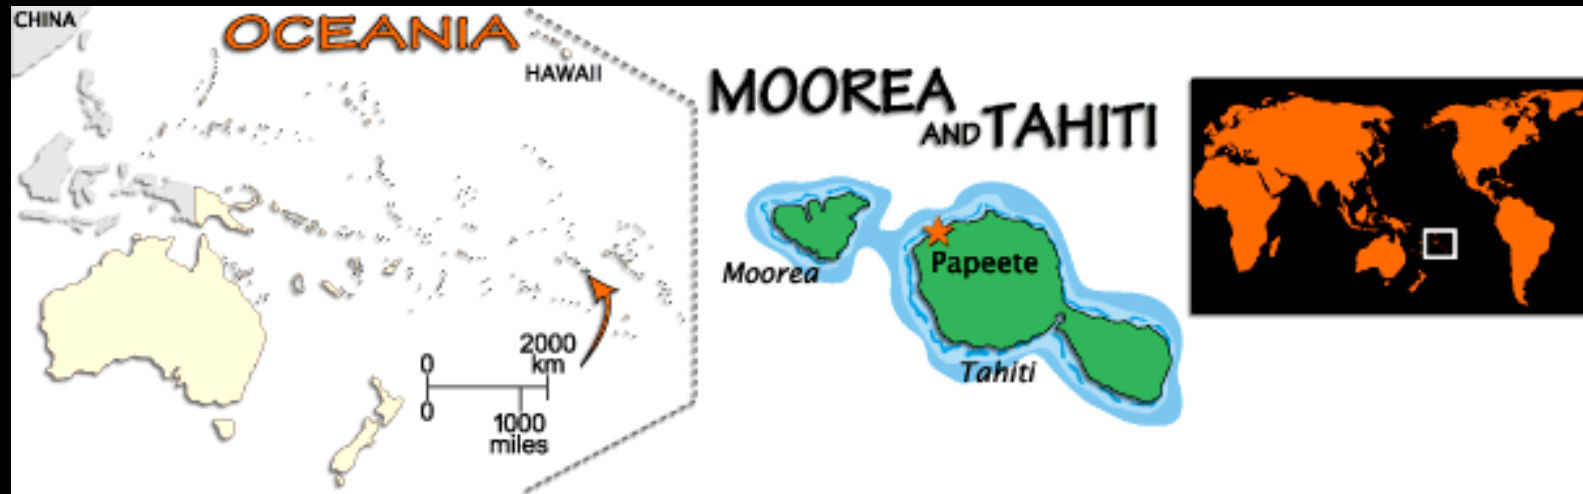 CHINA
OCEANIA
HAWAII
0
2000
km
0
1000
miles
MOOREA
AND TAHITI
Moorea
Papeete
Tahiti